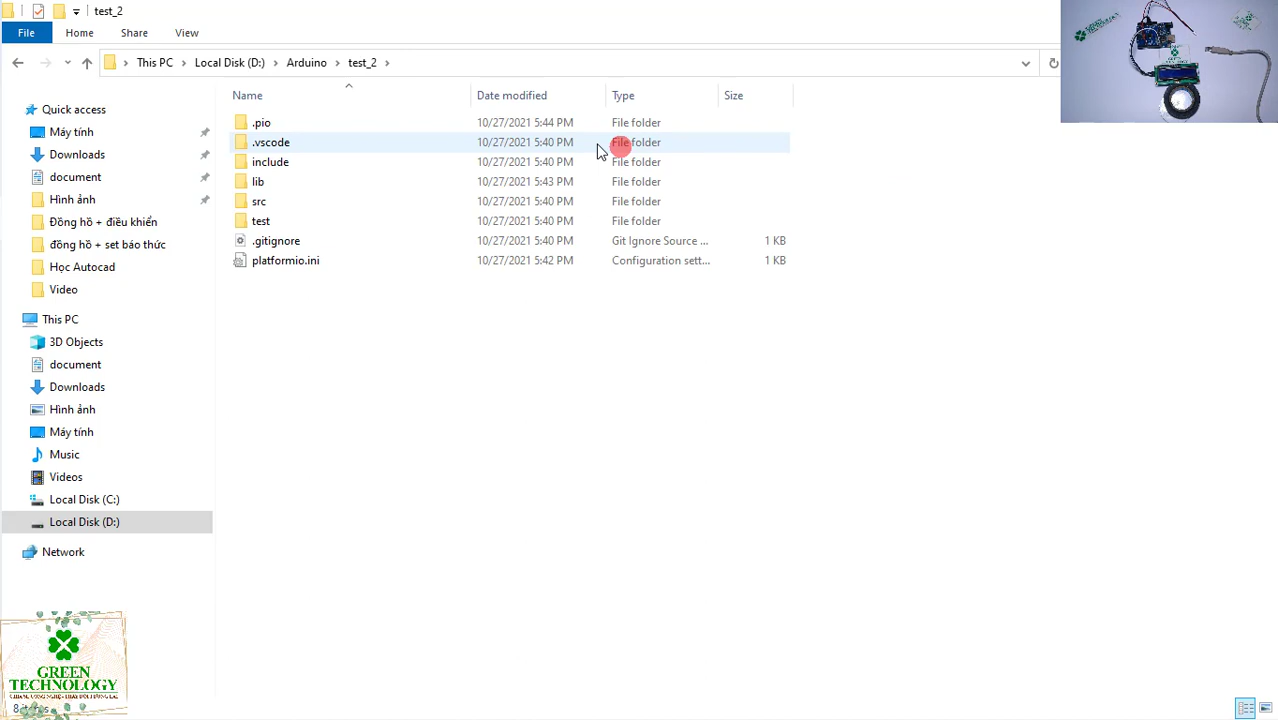 test_2
File
Home
Share
View
This PC
Local Disk (D:)
Arduino
test_2
Name
Date modified
Type
Size
.pio
10/27/2021 5:44 PM
File folder
.vscode
10/27/2021 5:40 PM
File folder
include
10/27/2021 5:40 PM
File folder
lib
10/27/2021 5:43 PM
File folder
src
10/27/2021 5:40 PM
File folder
test
10/27/2021 5:40 PM
File folder
.gitignore
10/27/2021 5:40 PM
Git Ignore Source ...
1 KB
platformio.ini
10/27/2021 5:42 PM
Configuration sett...
1 KB
Quick access
Máy tính
Downloads
document
Hình ảnh
Đồng hồ + điều khiển
đồng hồ + set báo thức
Học Autocad
Video
This PC
3D Objects
document
Downloads
Hình ảnh
Máy tính
Music
Videos
Local Disk (C:)
Local Disk (D:)
Network
GREEN
TECHNOLOGY